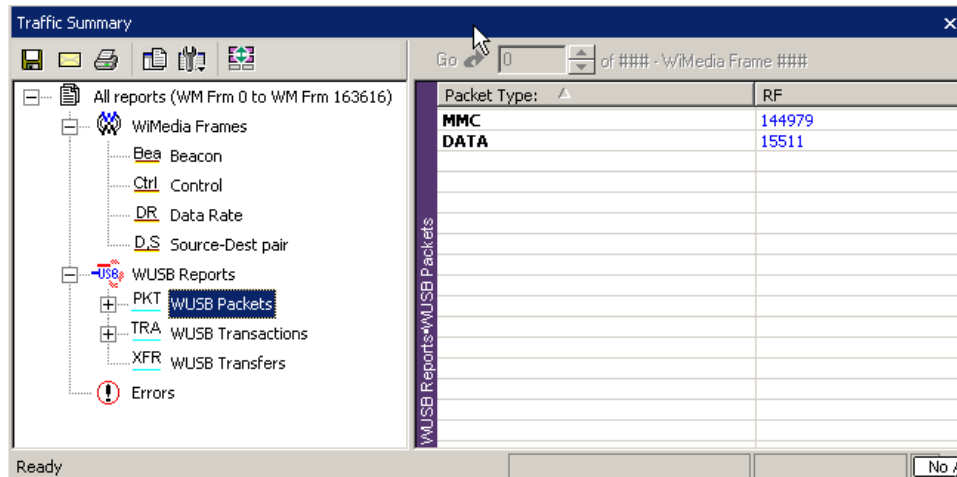 Traffic Summary
Go 0 of ### - WiMedia Frame ###
All reports (WM Frm 0 to WM Frm 163616)
WiMedia Frames
Bea Beacon
Ctrl Control
DR Data Rate
D,S Source-Dest pair
USB WUSB Reports
PKT WUSB Packets
TRA WUSB Transactions
XFR WUSB Transfers
Errors
WUSB Reports•WUSB Packets
Packet Type: RF
MMC 144979
DATA 15511
Ready
No